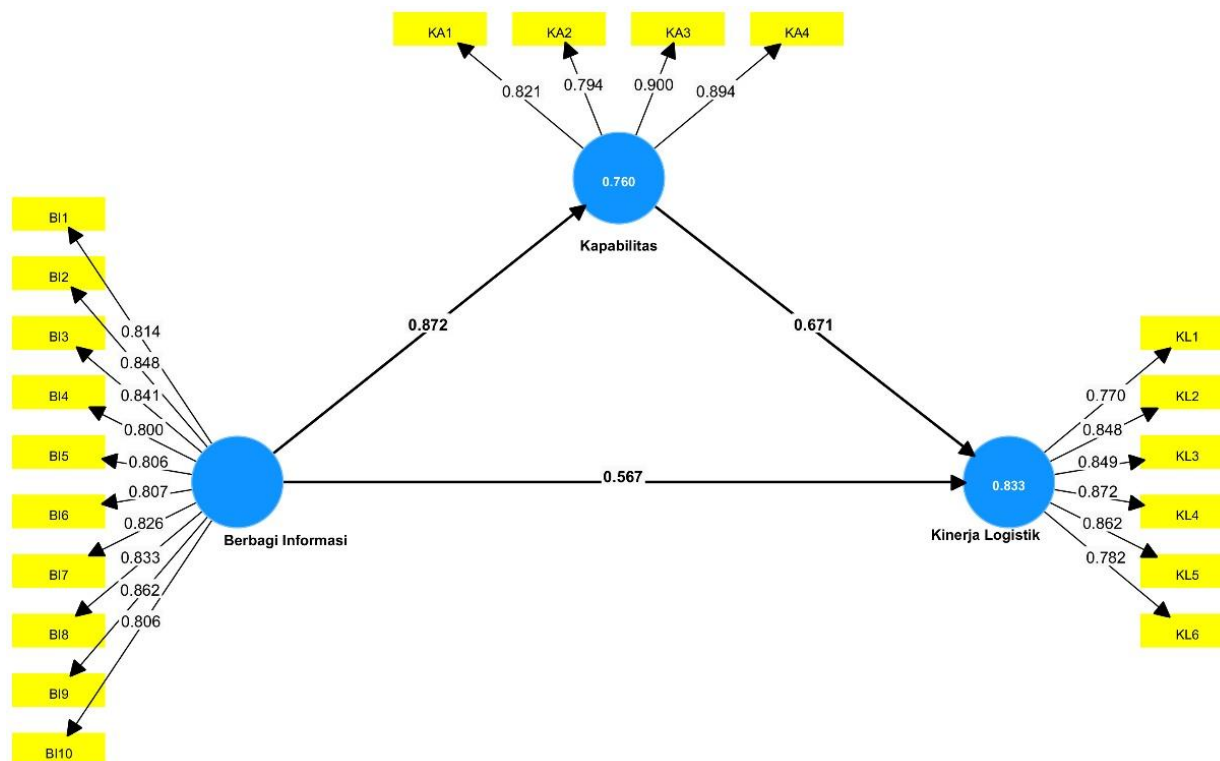 KA1 KA2 KA3 KA4
0.821 0.794 0.900 0.894
0.760
Kapabilitas
BI1
BI2
BI3
BI4
BI5
BI6
BI7
BI8
BI9
BI10
0.814
0.848
0.841
0.800
0.806
0.807
0.826
0.833
0.862
0.806
Berbagi Informasi
0.872
0.671
0.567
0.833
Kinerja Logistik
0.770
0.848
0.849
0.872
0.862
0.782
KL1
KL2
KL3
KL4
KL5
KL6